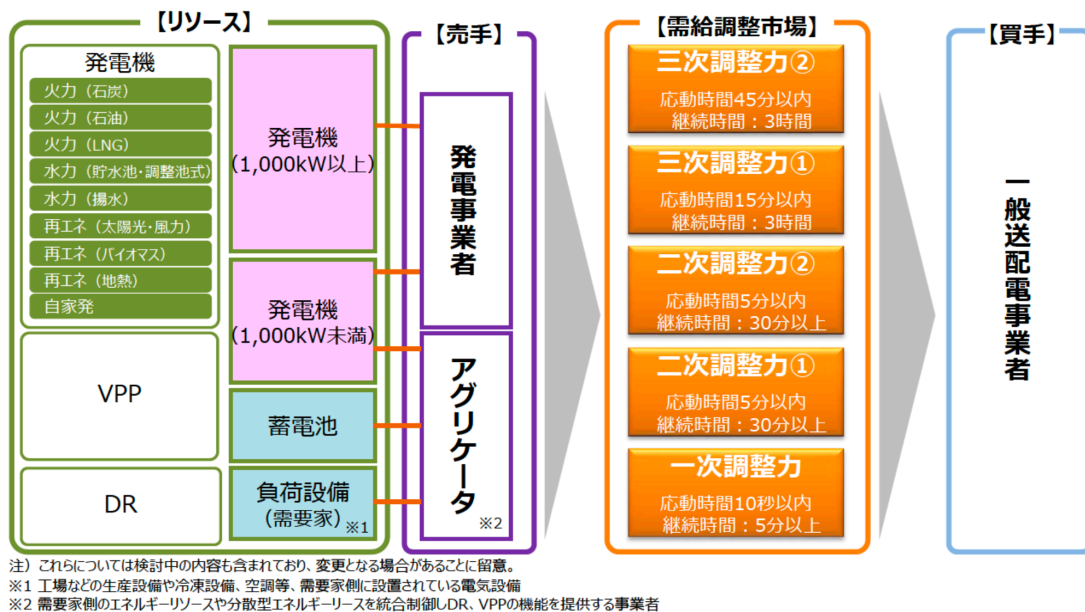 【リソース】
発電機
火力（石炭）
火力（石油）
火力（LNG）
水力（貯水池・調整池式）
水力（揚水）
再エネ（太陽光・風力）
再エネ（バイオマス）
再エネ（地熱）
自家発
VPP
DR
発電機
(1,000kW以上)
発電機
(1,000kW未満)
蓄電池
負荷設備
（需要家）※1
【売手】
発電事業者
アグリケータ
※2
【需給調整市場】
三次調整力②
応動時間45分以内
継続時間：3時間
三次調整力①
応動時間15分以内
継続時間：3時間
二次調整力②
応動時間5分以内
継続時間：30分以上
二次調整力①
応動時間5分以内
継続時間：30分以上
一次調整力
応動時間10秒以内
継続時間：5分以上
【買手】
一般送配電事業者
注）これらについては検討中の内容も含まれており、変更となる場合があることに留意。
※1 工場などの生産設備や冷凍設備、空調等、需要家側に設置されている電気設備
※2 需要家側のエネルギーリソースや分散型エネルギーリースを統合制御しDR、VPPの機能を提供する事業者